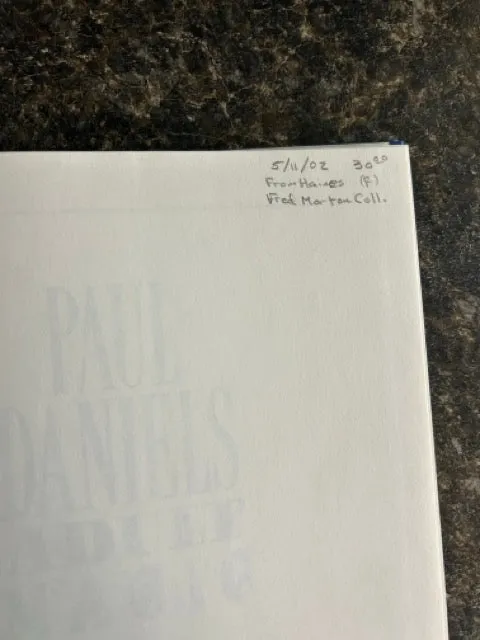 5/11/02 30⁰⁰
From Haines (R)
Fred Morton Coll.
PAUL
DANIELS